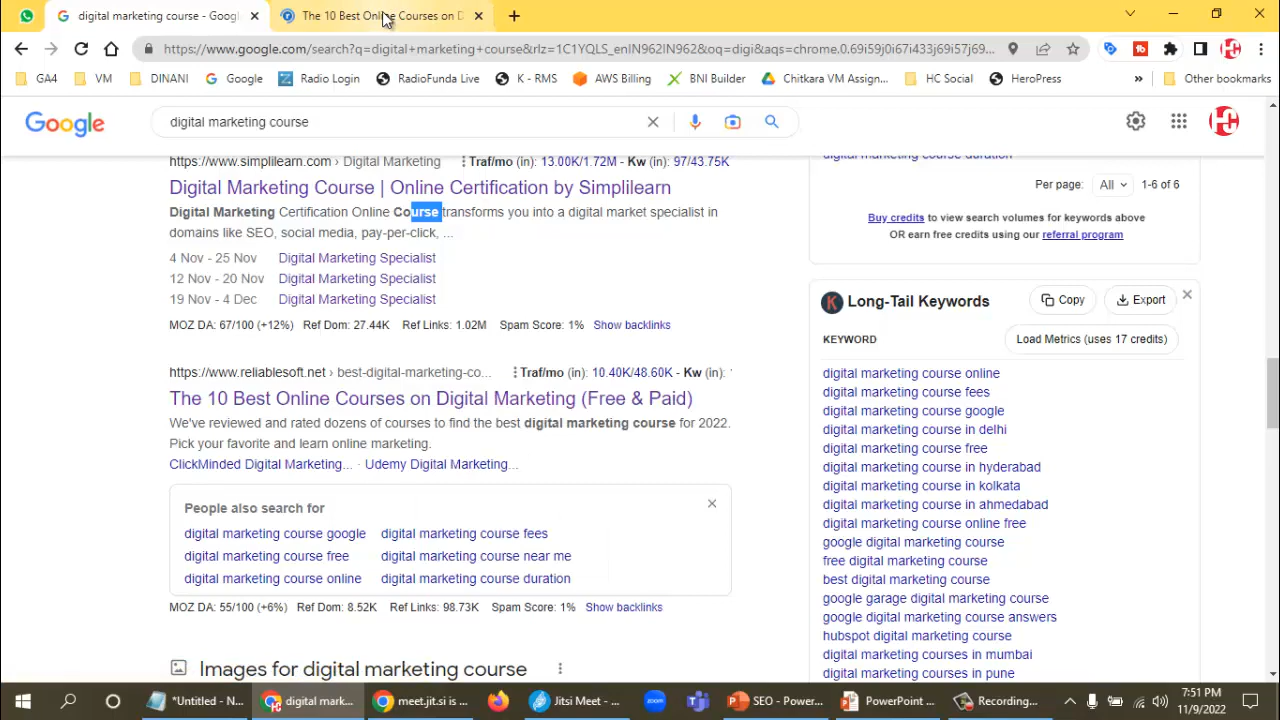 digital marketing course - Googl
The 10 Best Online Courses on D
https://www.google.com/search?q=digital+marketing+course&rlz=1C1YQLS_enIN962IN962&oq=digi&aqs=chrome.0.69i59j0i67i433j69i57j69...
GA4
VM
DINANI
Google
Radio Login
RadioFunda Live
K - RMS
AWS Billing
BNI Builder
Chitkara VM Assign...
HC Social
HeroPress
»
Other bookmarks
Google
digital marketing course
https://www.simplilearn.com › Digital Marketing
Traf/mo (in): 13.00K/1.72M - Kw (in): 97/43.75K
Digital Marketing Course | Online Certification by Simplilearn
Digital Marketing Certification Online Course transforms you into a digital market specialist in
domains like SEO, social media, pay-per-click, ...
4 Nov - 25 Nov Digital Marketing Specialist
12 Nov - 20 Nov Digital Marketing Specialist
19 Nov - 4 Dec Digital Marketing Specialist
MOZ DA: 67/100 (+12%) Ref Dom: 27.44K Ref Links: 1.02M Spam Score: 1% Show backlinks
https://www.reliablesoft.net › best-digital-marketing-co...
Traf/mo (in): 10.40K/48.60K - Kw (in):
The 10 Best Online Courses on Digital Marketing (Free & Paid)
We've reviewed and rated dozens of courses to find the best digital marketing course for 2022.
Pick your favorite and learn online marketing.
ClickMinded Digital Marketing... · Udemy Digital Marketing...
People also search for
digital marketing course google digital marketing course fees
digital marketing course free digital marketing course near me
digital marketing course online digital marketing course duration
MOZ DA: 55/100 (+6%) Ref Dom: 8.52K Ref Links: 98.73K Spam Score: 1% Show backlinks
Images for digital marketing course
digital marketing course duration
Per page: All 1-6 of 6
Buy credits to view search volumes for keywords above
OR earn free credits using our referral program
K Long-Tail Keywords
Copy
Export
KEYWORD
Load Metrics (uses 17 credits)
digital marketing course online
digital marketing course fees
digital marketing course google
digital marketing course in delhi
digital marketing course free
digital marketing course in hyderabad
digital marketing course in kolkata
digital marketing course in ahmedabad
digital marketing course online free
google digital marketing course
free digital marketing course
best digital marketing course
google garage digital marketing course
google digital marketing course answers
hubspot digital marketing course
digital marketing courses in mumbai
digital marketing courses in pune
*Untitled - N...
digital mark...
meet.jit.si is ...
Jitsi Meet - ...
SEO - Power...
PowerPoint ...
Recording...
7:51 PM
11/9/2022